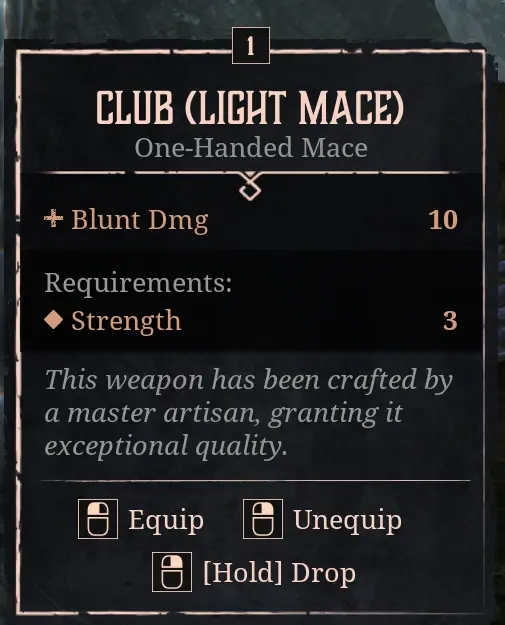 1
CLUB (LIGHT MACE)
One-Handed Mace
Blunt Dmg 10
Requirements:
Strength 3
This weapon has been crafted by
a master artisan, granting it
exceptional quality.
Equip Unequip
[Hold] Drop